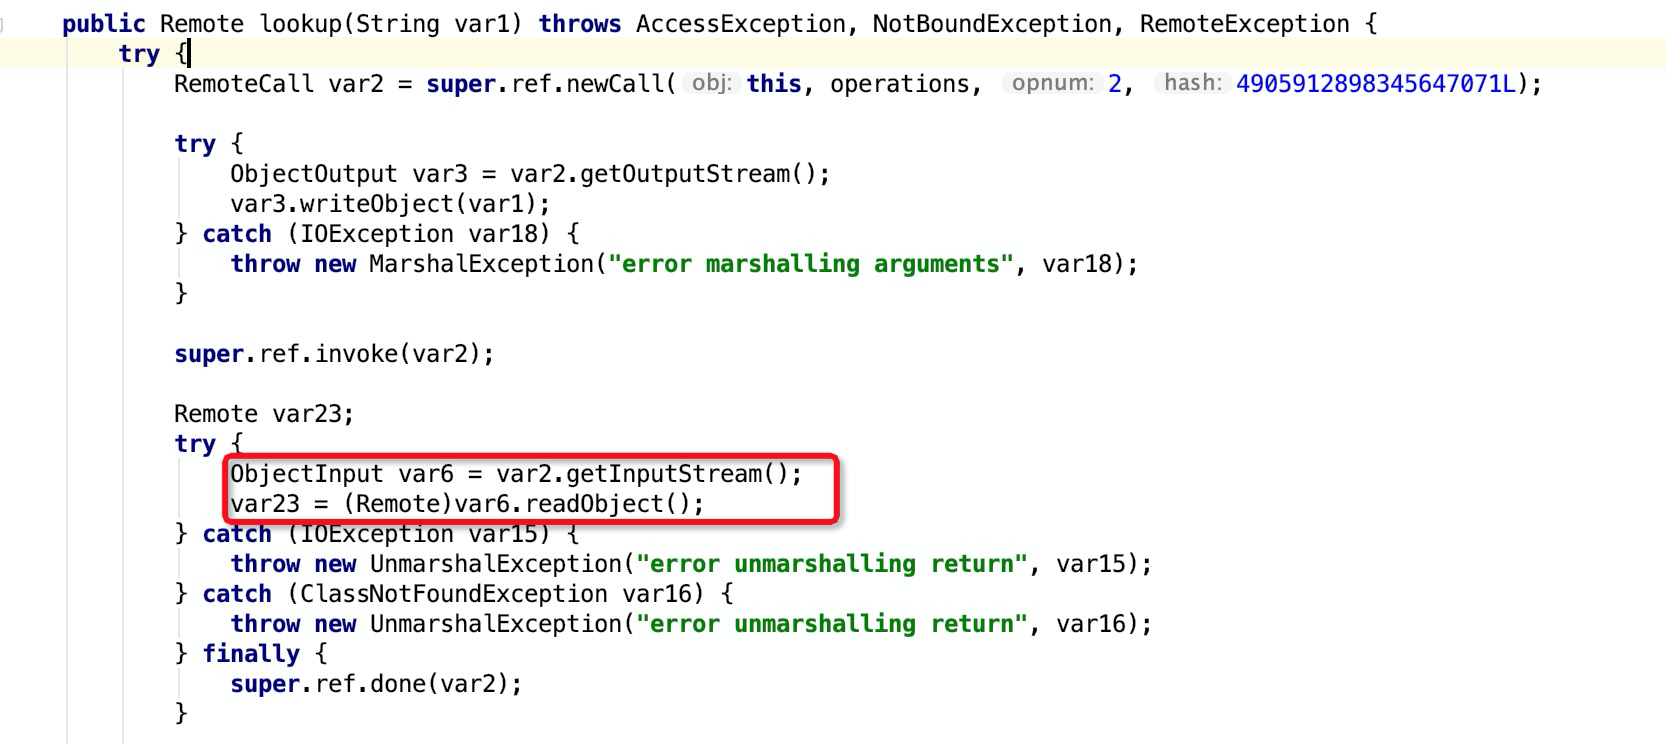 public Remote lookup(String var1) throws AccessException, NotBoundException, RemoteException {
try {
RemoteCall var2 = super.ref.newCall( obj: this, operations, opnum: 2, hash: 4905912898345647071L);
try {
ObjectOutput var3 = var2.getOutputStream();
var3.writeObject(var1);
} catch (IOException var18) {
throw new MarshalException("error marshalling arguments", var18);
}
super.ref.invoke(var2);
Remote var23;
try {
ObjectInput var6 = var2.getInputStream();
var23 = (Remote)var6.readObject();
} catch (IOException var15) {
throw new UnmarshalException("error unmarshalling return", var15);
} catch (ClassNotFoundException var16) {
throw new UnmarshalException("error unmarshalling return", var16);
} finally {
super.ref.done(var2);
}